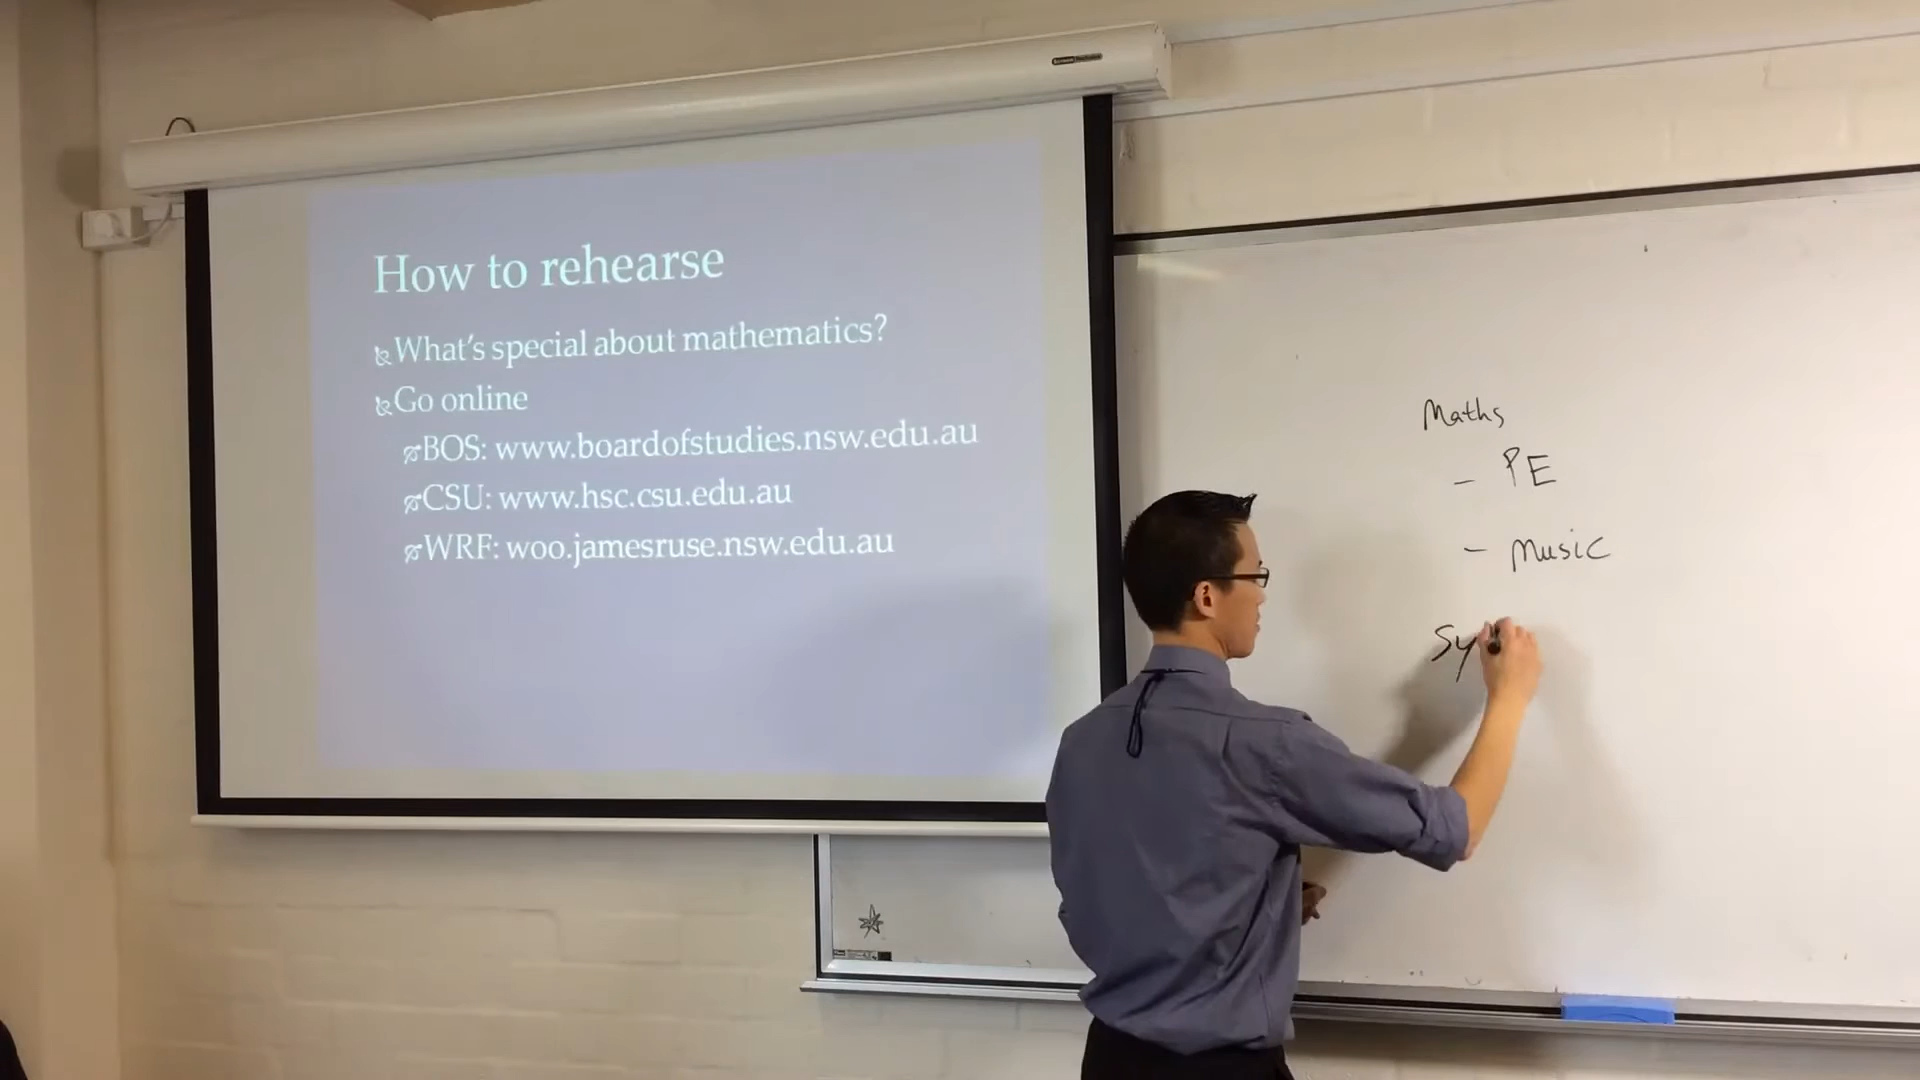 How to rehearse
What's special about mathematics?
Go online
BOS: www.boardofstudies.nsw.edu.au
CSU: www.hsc.csu.edu.au
WRF: woo.jamesruse.nsw.edu.au
Maths
- PE
- Music
Sy